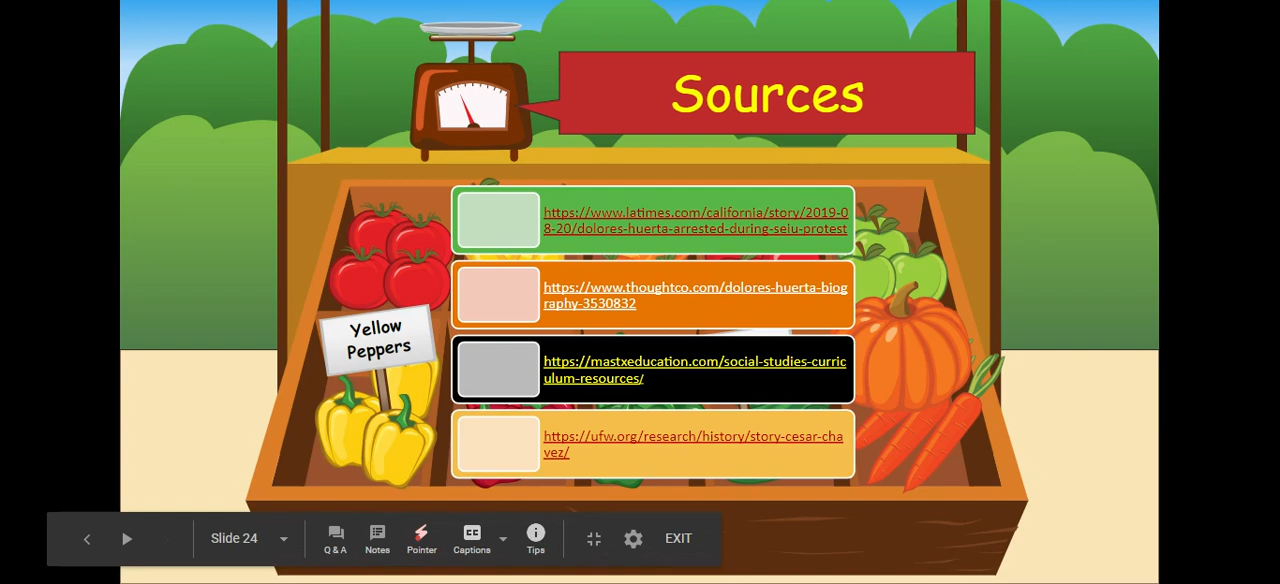 Sources
https://www.latimes.com/california/story/2019-0
8-20/dolores-huerta-arrested-during-seiu-protest
https://www.thoughtco.com/dolores-huerta-biog
raphy-3530832
Yellow
Peppers
https://mastxeducation.com/social-studies-curric
ulum-resources/
https://ufw.org/research/history/story-cesar-cha
vez/
Slide 24
Q & A
Notes
Pointer
Captions
Tips
EXIT
CC